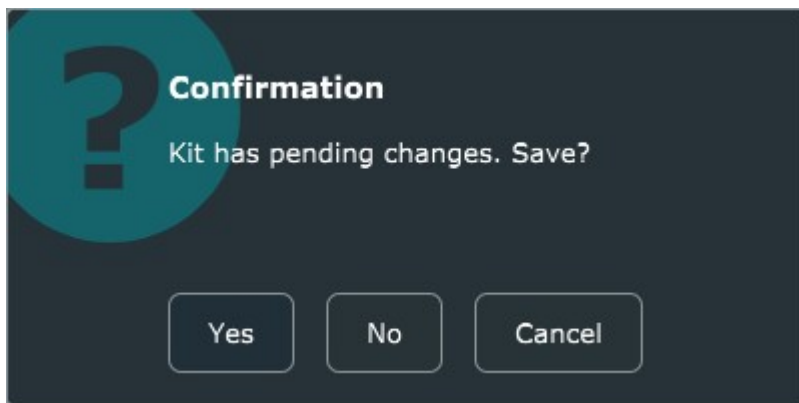 ?
Confirmation
Kit has pending changes. Save?
Yes No Cancel